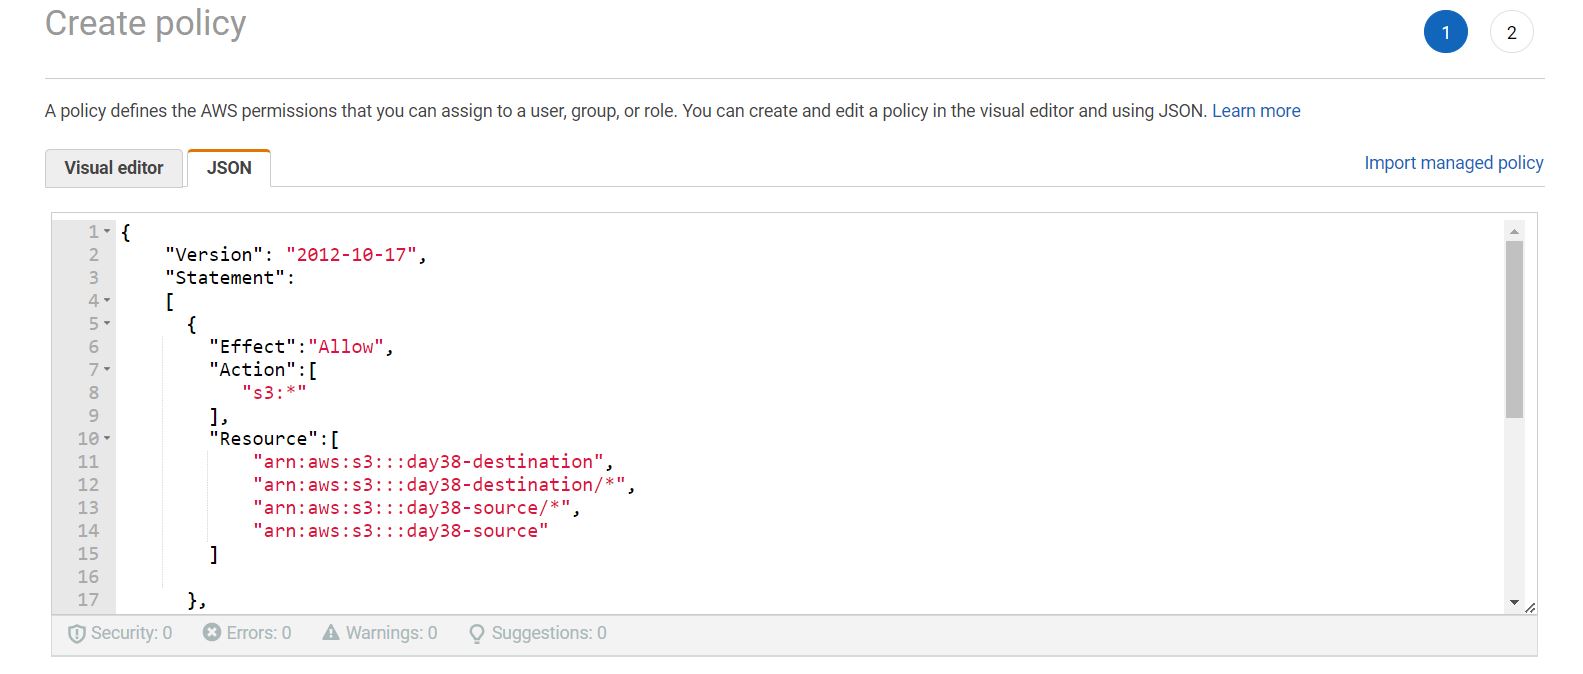 Create policy
1 2
A policy defines the AWS permissions that you can assign to a user, group, or role. You can create and edit a policy in the visual editor and using JSON. Learn more
Visual editor JSON Import managed policy
1 {
2 "Version": "2012-10-17",
3 "Statement":
4 [
5 {
6 "Effect":"Allow",
7 "Action":[
8 "s3:*"
9 ],
10 "Resource":[
11 "arn:aws:s3:::day38-destination",
12 "arn:aws:s3:::day38-destination/*",
13 "arn:aws:s3:::day38-source/*",
14 "arn:aws:s3:::day38-source"
15 ]
16
17 },
Security: 0 Errors: 0 Warnings: 0 Suggestions: 0